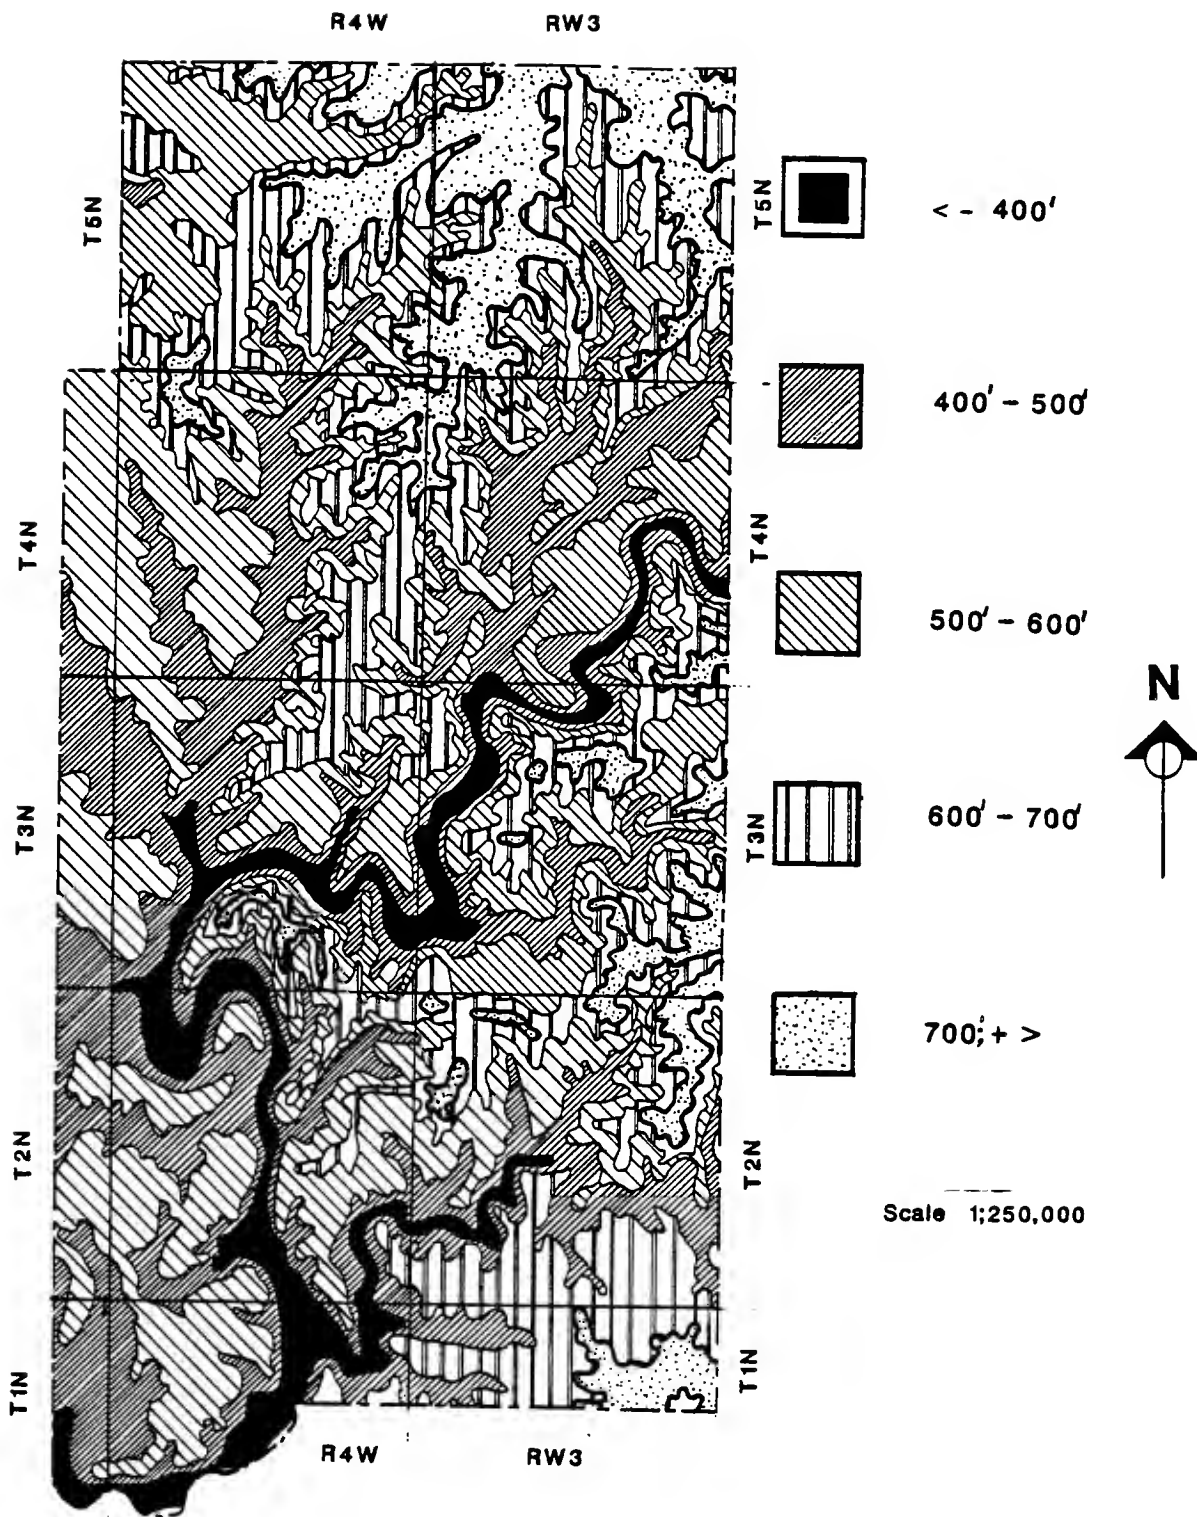 R4W RW3
T5N T5N
< - 400'
400' - 500'
T4N T4N
500' - 600'
N
T3N T3N
600' - 700'
700'; + >
T2N T2N
Scale 1:250,000
T1N T1N
R4W RW3